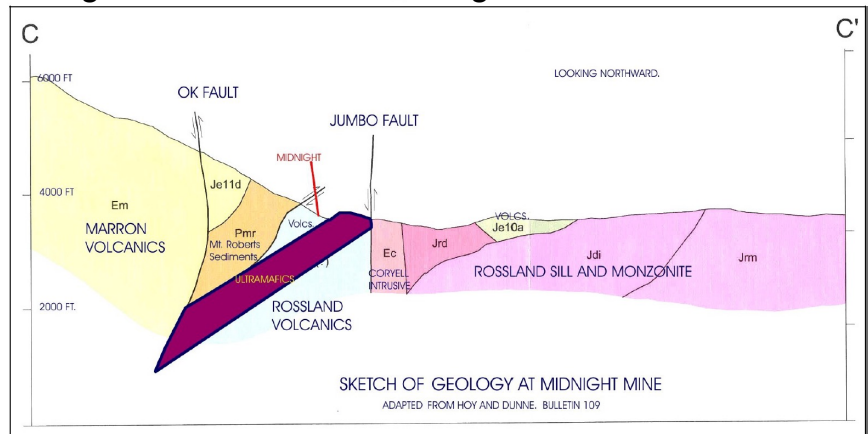 C
C'
6000 FT
LOOKING NORTHWARD.
OK FAULT
JUMBO FAULT
MIDNIGHT
Je11d
4000 FT
Em
MARRON
VOLCANICS
Pmr
Mt. Roberts
Sediments
Volcs
VOLCS.
Je10a
Ec
CORYELL
INTRUSIVE
Jrd
Jdi
Jrm
ROSSLAND SILL AND MONZONITE
ULTRAMAFICS
2000 FT.
ROSSLAND
VOLCANICS
SKETCH OF GEOLOGY AT MIDNIGHT MINE
ADAPTED FROM HOY AND DUNNE. BULLETIN 109